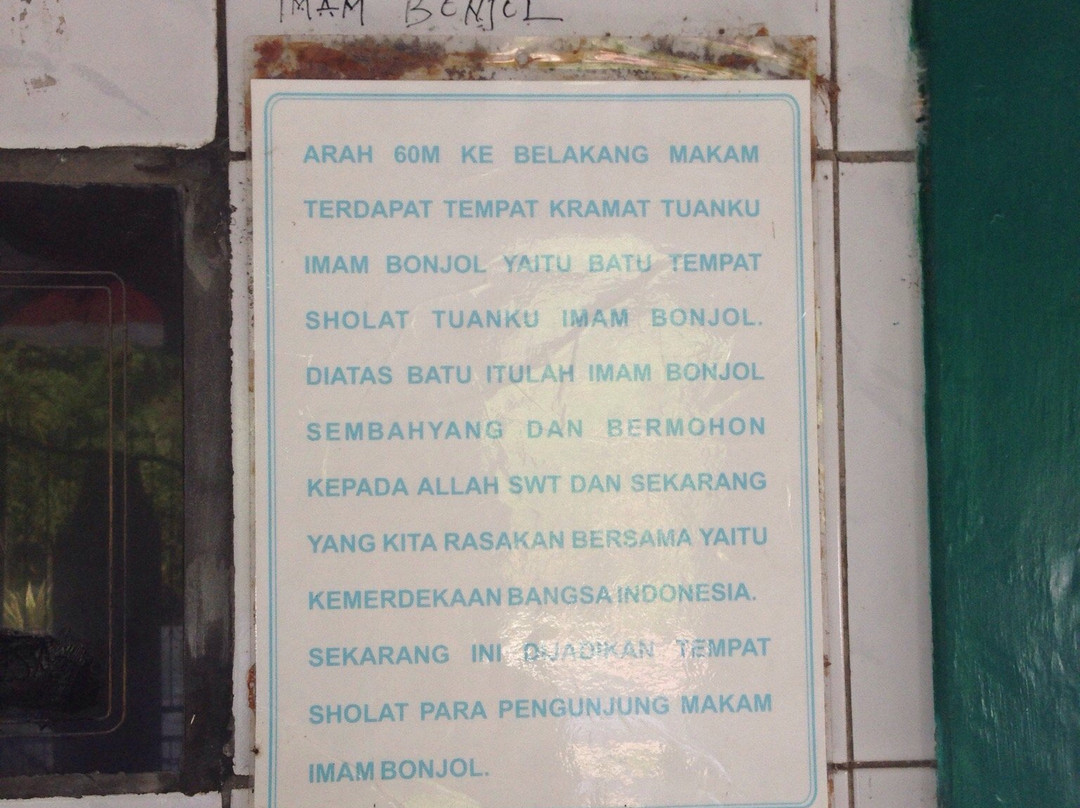 IMAM BONJOL
ARAH 60M KE BELAKANG MAKAM
TERDAPAT TEMPAT KRAMAT TUANKU
IMAM BONJOL YAITU BATU TEMPAT
SHOLAT TUANKU IMAM BONJOL.
DIATAS BATU ITULAH IMAM BONJOL
SEMBAHYANG DAN BERMOHON
KEPADA ALLAH SWT DAN SEKARANG
YANG KITA RASAKAN BERSAMA YAITU
KEMERDEKAAN BANGSA INDONESIA.
SEKARANG INI DIJADIKAN TEMPAT
SHOLAT PARA PENGUNJUNG MAKAM
IMAM BONJOL.